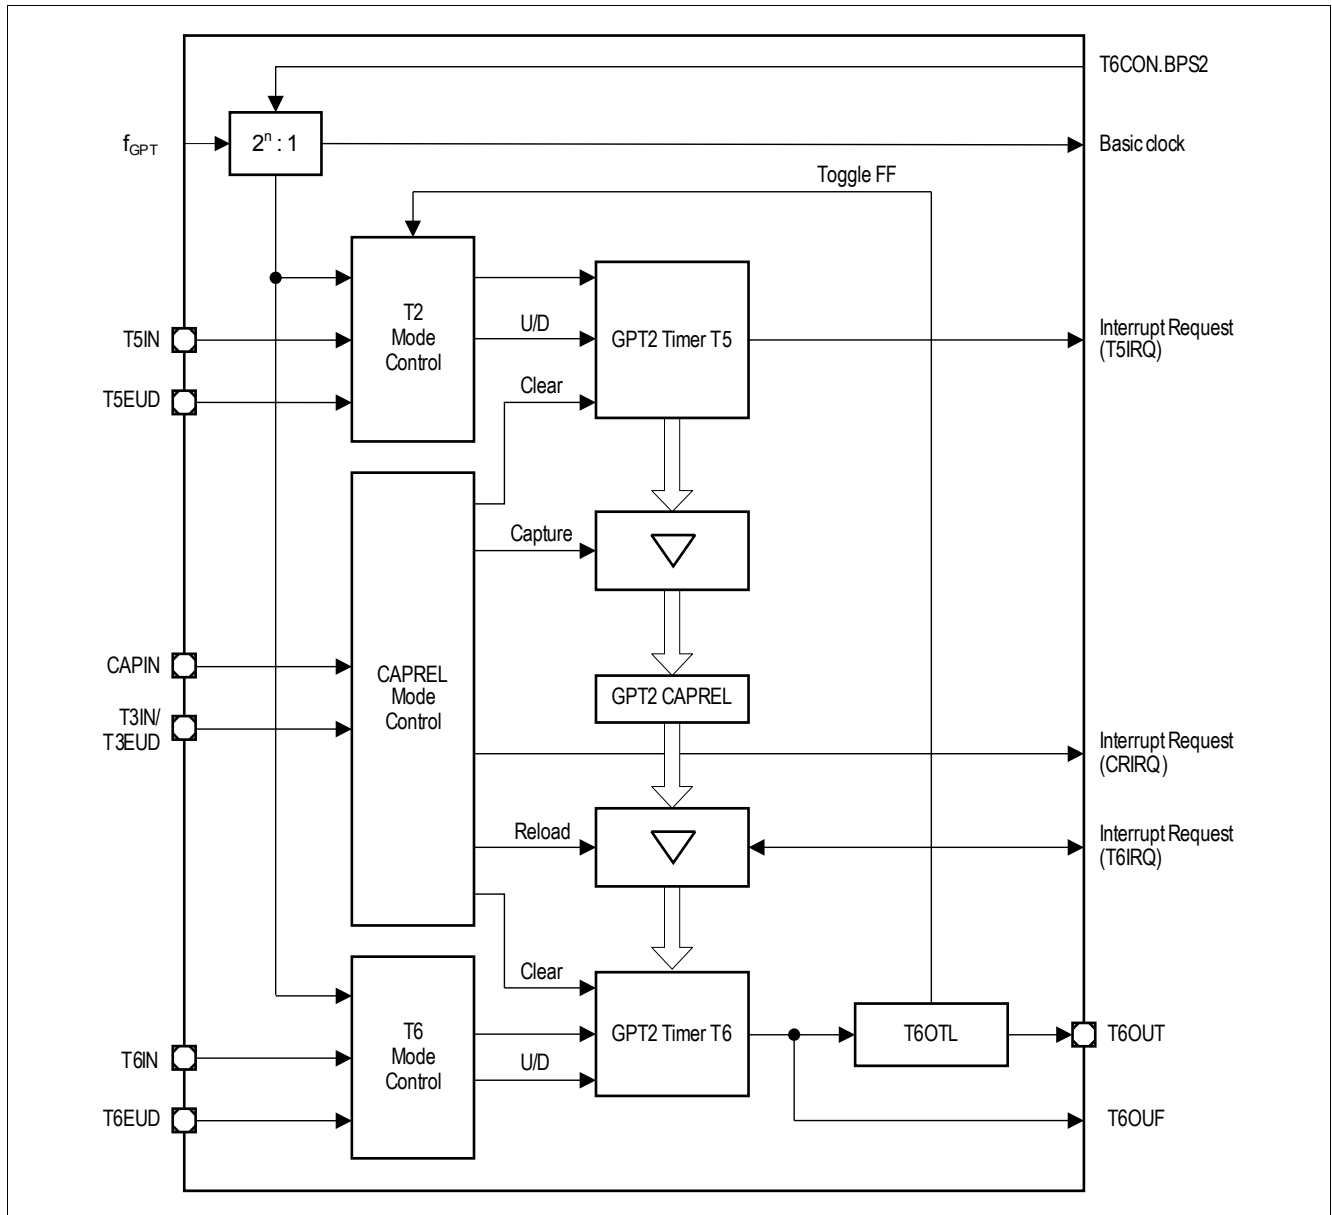 T6CON.BPS2
fGPT
2ⁿ : 1
Basic clock
Toggle FF
T2
Mode
Control
T5IN
U/D
GPT2 Timer T5
Interrupt Request
(T5IRQ)
T5EUD
Clear
Capture
CAPIN
CAPREL
Mode
Control
GPT2 CAPREL
T3IN/
T3EUD
Interrupt Request
(CRIRQ)
Reload
Interrupt Request
(T6IRQ)
Clear
T6
Mode
Control
GPT2 Timer T6
T6OTL
T6OUT
T6IN
U/D
T6EUD
T6OUF